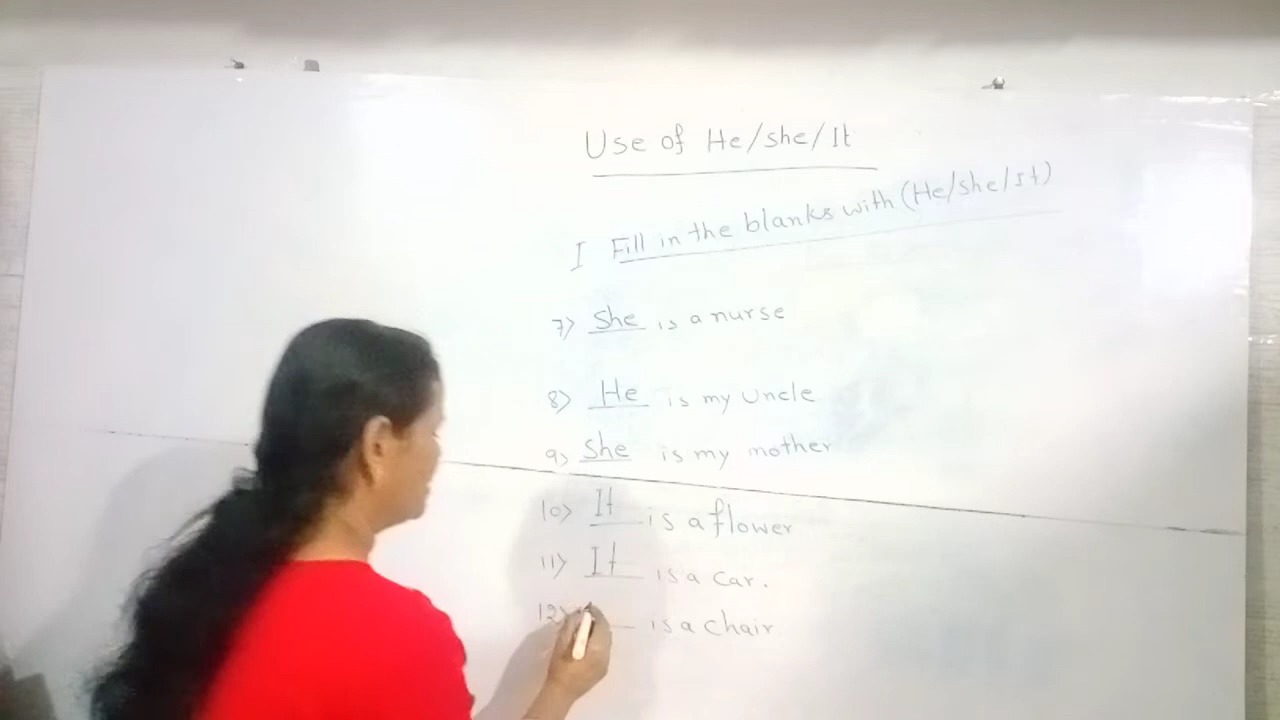 Use of He/she/It
I Fill in the blanks with (He/she/It)
7) She is a nurse
8) He is my Uncle
9) She is my mother
10) It is a flower
11) It is a car.
12) __ is a chair